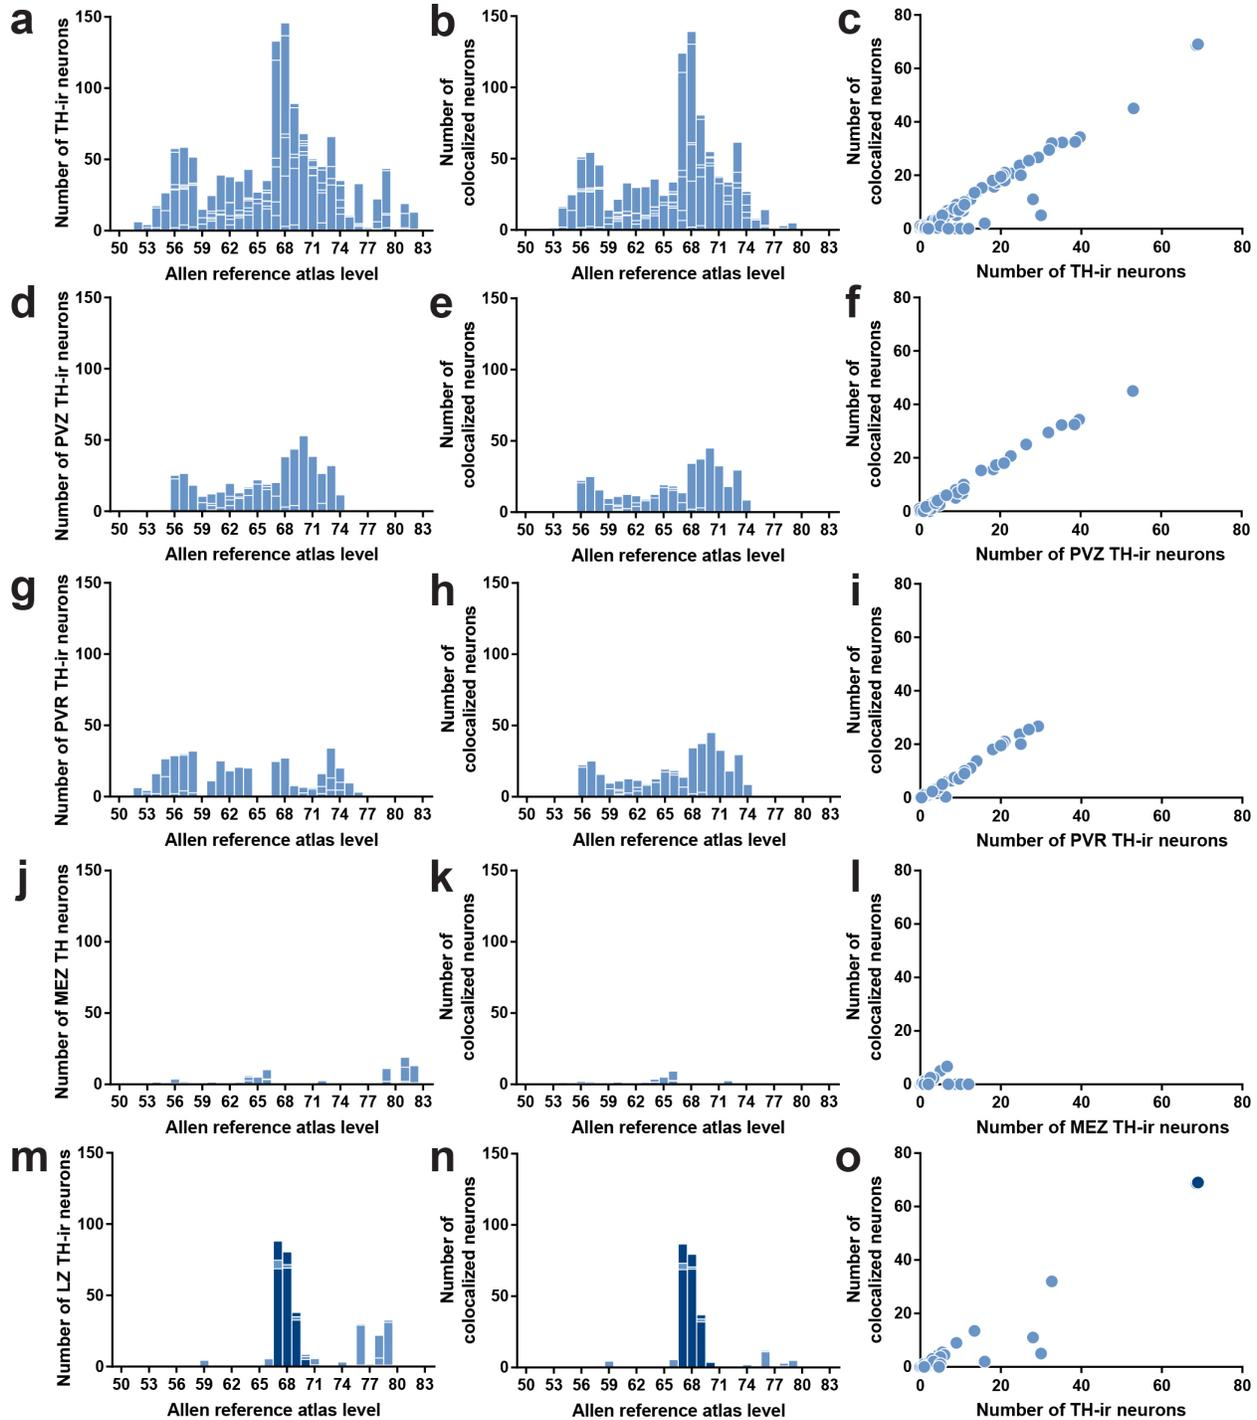 a
Number of TH-ir neurons
150
100
50
0
50 53 56 59 62 65 68 71 74 77 80 83
Allen reference atlas level
b
Number of
colocalized neurons
150
100
50
0
50 53 56 59 62 65 68 71 74 77 80 83
Allen reference atlas level
c
Number of
colocalized neurons
80
60
40
20
0
0 20 40 60 80
Number of TH-ir neurons
d
Number of PVZ TH-ir neurons
150
100
50
0
50 53 56 59 62 65 68 71 74 77 80 83
Allen reference atlas level
e
Number of
colocalized neurons
150
100
50
0
50 53 56 59 62 65 68 71 74 77 80 83
Allen reference atlas level
f
Number of
colocalized neurons
80
60
40
20
0
0 20 40 60 80
Number of PVZ TH-ir neurons
g
Number of PVR TH-ir neurons
150
100
50
0
50 53 56 59 62 65 68 71 74 77 80 83
Allen reference atlas level
h
Number of
colocalized neurons
150
100
50
0
50 53 56 59 62 65 68 71 74 77 80 83
Allen reference atlas level
i
Number of
colocalized neurons
80
60
40
20
0
0 20 40 60 80
Number of PVR TH-ir neurons
j
Number of MEZ TH neurons
150
100
50
0
50 53 56 59 62 65 68 71 74 77 80 83
Allen reference atlas level
k
Number of
colocalized neurons
150
100
50
0
50 53 56 59 62 65 68 71 74 77 80 83
Allen reference atlas level
l
Number of
colocalized neurons
80
60
40
20
0
0 20 40 60 80
Number of MEZ TH-ir neurons
m
Number of LZ TH-ir neurons
150
100
50
0
50 53 56 59 62 65 68 71 74 77 80 83
Allen reference atlas level
n
Number of
colocalized neurons
150
100
50
0
50 53 56 59 62 65 68 71 74 77 80 83
Allen reference atlas level
o
Number of
colocalized neurons
80
60
40
20
0
0 20 40 60 80
Number of TH-ir neurons